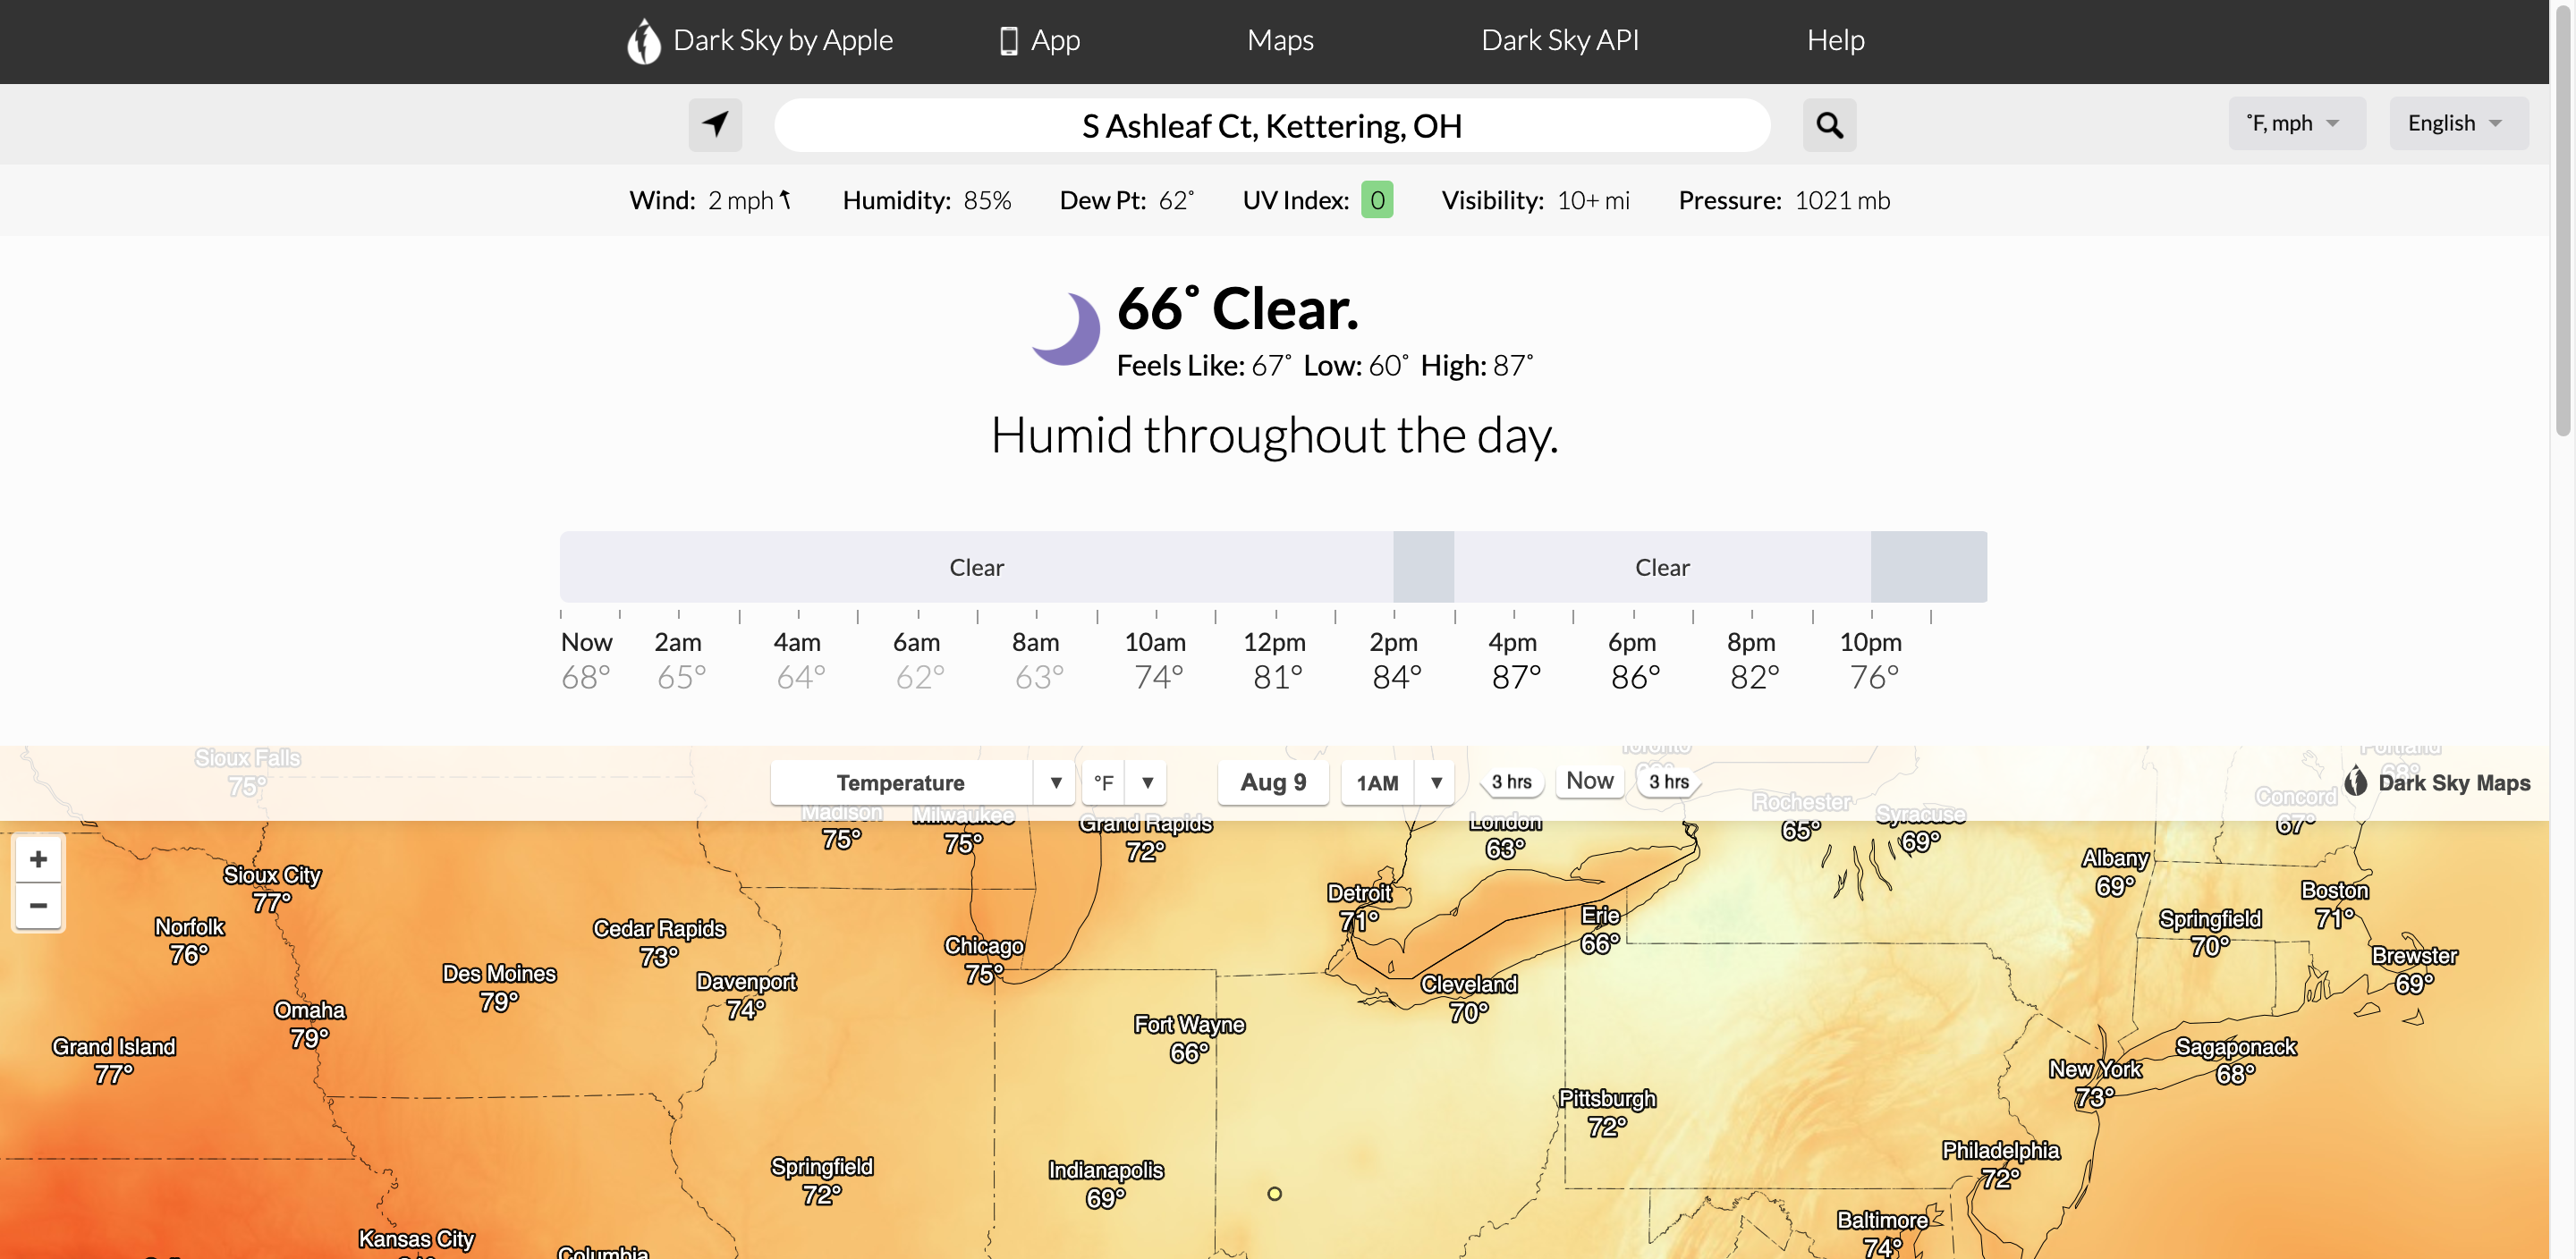 Dark Sky by Apple App Maps Dark Sky API Help
S Ashleaf Ct, Kettering, OH
˚F, mph English
Wind: 2 mph Humidity: 85% Dew Pt: 62˚ UV Index: 0 Visibility: 10+ mi Pressure: 1021 mb
66˚ Clear.
Feels Like: 67˚ Low: 60˚ High: 87˚
Humid throughout the day.
Clear Clear
Now 2am 4am 6am 8am 10am 12pm 2pm 4pm 6pm 8pm 10pm
68° 65° 64° 62° 63° 74° 81° 84° 87° 86° 82° 76°
Temperature ▼ °F ▼ Aug 9 1AM ▼ 3 hrs Now 3 hrs
Dark Sky Maps
+
−
Sioux Falls
75°
Toronto
Portland
68°
Madison
75°
Milwaukee
75°
Grand Rapids
72°
London
63°
Rochester
65°
Syracuse
69°
Concord
67°
Sioux City
77°
Norfolk
76°
Cedar Rapids
73°
Chicago
75°
Detroit
71°
Erie
66°
Albany
69°
Springfield
70°
Boston
71°
Brewster
69°
Des Moines
79°
Davenport
74°
Cleveland
70°
Omaha
79°
Grand Island
77°
Fort Wayne
66°
Sagaponack
68°
New York
73°
Pittsburgh
72°
Philadelphia
72°
Springfield
72°
Indianapolis
69°
Baltimore
74°
Kansas City
Columbia